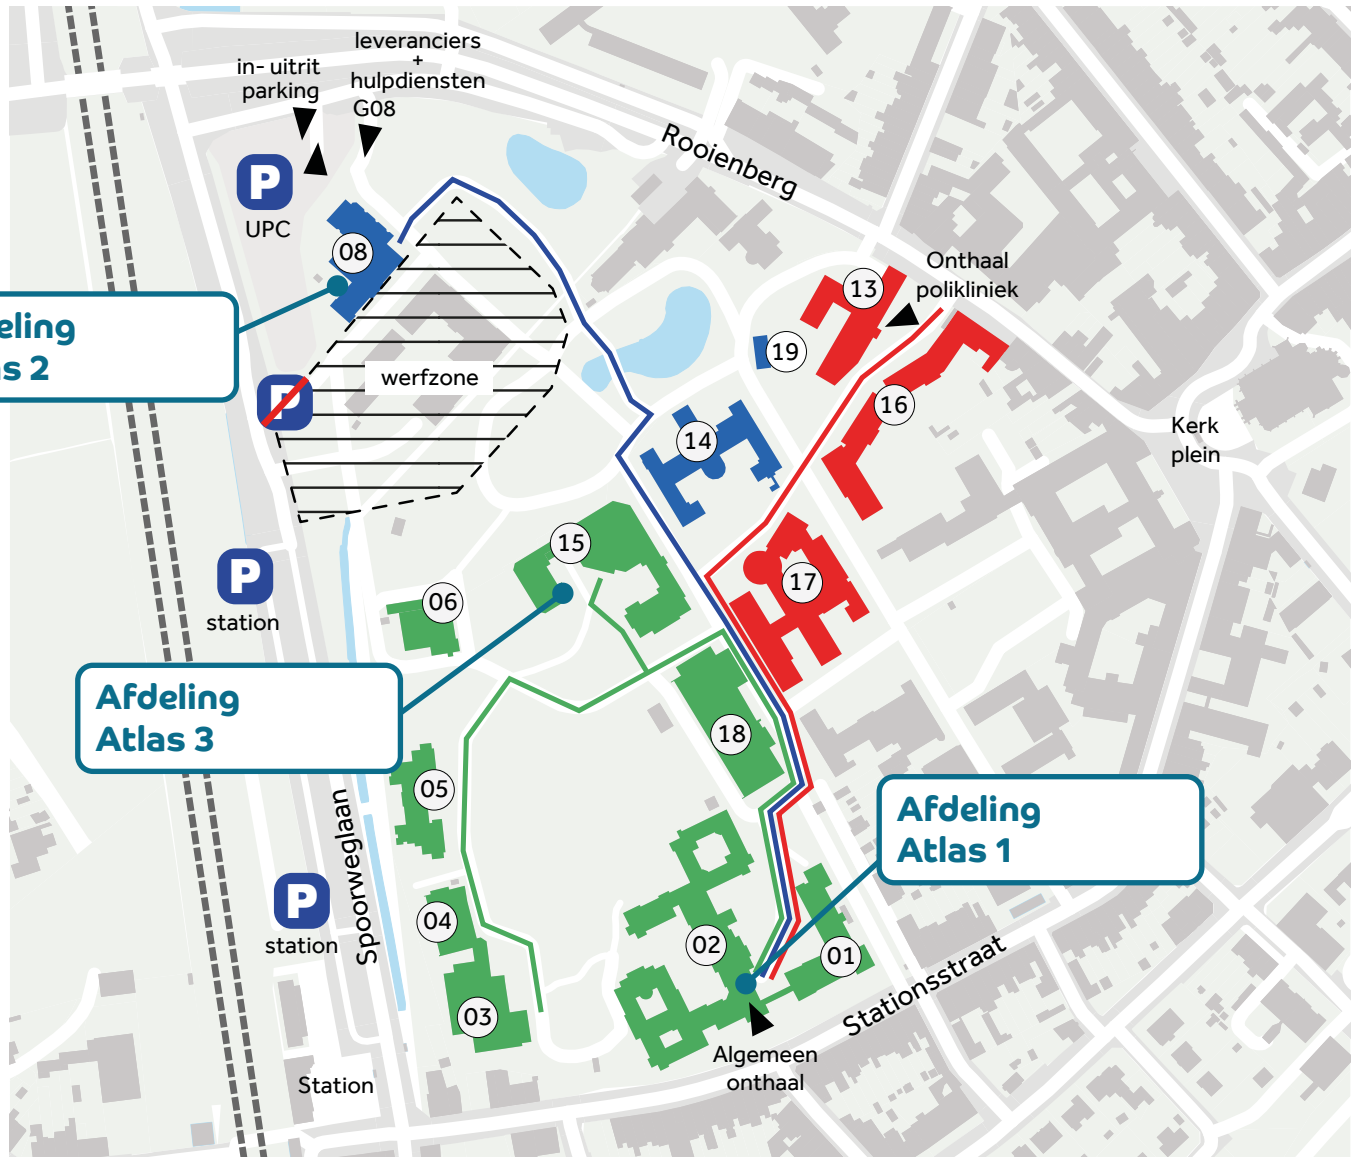 leveranciers
+
hulpdiensten
G08
in- uitrit
parking
P
UPC
Rooienberg
08
Onthaal
polikliniek
13
19
eling
s 2
werfzone
P
16
14
Kerk
plein
15
17
P
station
06
Afdeling
Atlas 3
18
05
Afdeling
Atlas 1
Spoorweglaan
P
station
04
02
01
03
Stationsstraat
Algemeen
onthaal
Station